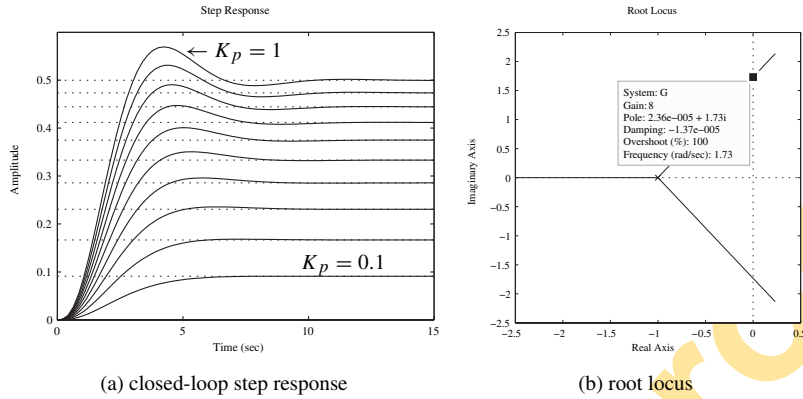 Step Response
K_p = 1
0.5
0.4
0.3
0.2
0.1
0
Amplitude
K_p = 0.1
0
5
10
15
Time (sec)
(a) closed-loop step response
Root Locus
2.5
2
1.5
1
0.5
0
−0.5
−1
−1.5
−2
−2.5
Imaginary Axis
System: G
Gain: 8
Pole: 2.36e−005 + 1.73i
Damping: −1.37e−005
Overshoot (%): 100
Frequency (rad/sec): 1.73
−2.5
−2
−1.5
−1
−0.5
0
0.5
Real Axis
(b) root locus